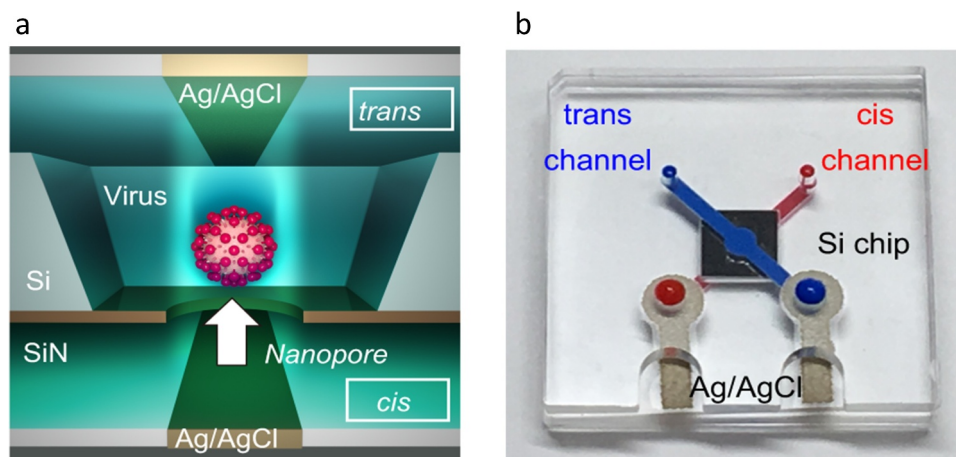 a
Ag/AgCl
trans
Virus
Si
SiN
Nanopore
cis
Ag/AgCl
b
trans
channel
cis
channel
Si chip
Ag/AgCl